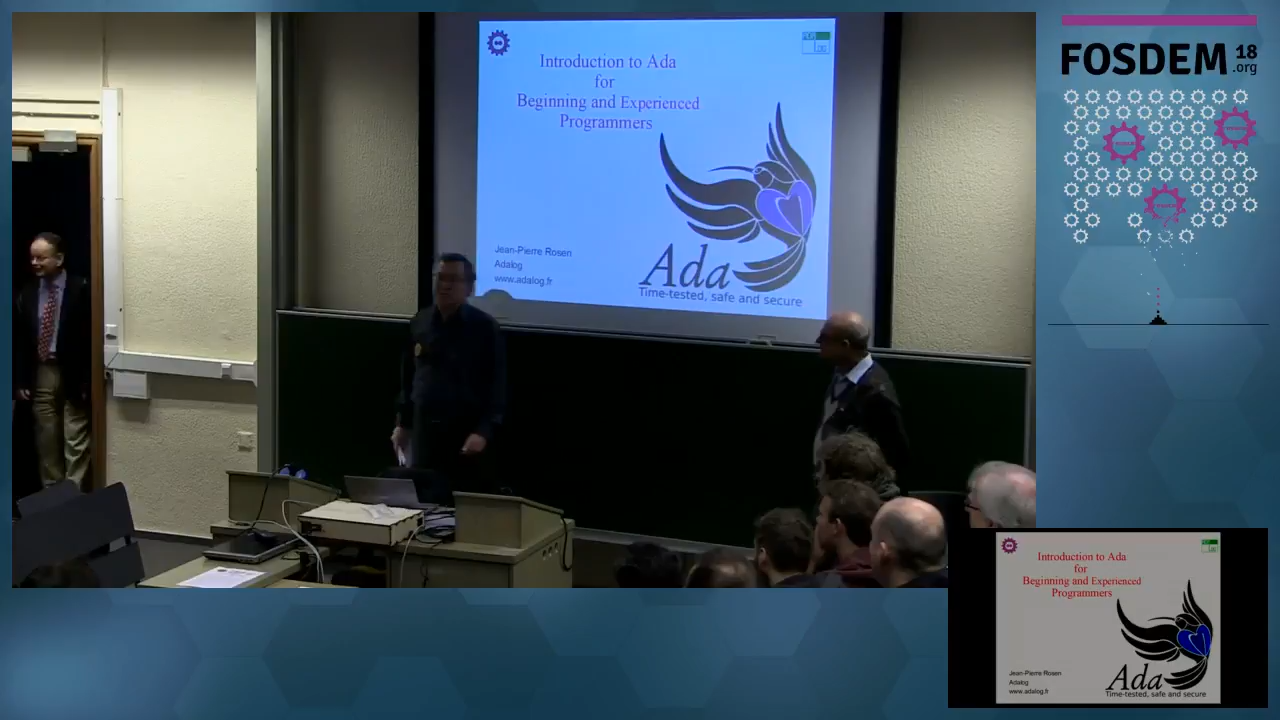 Introduction to Ada
for
Beginning and Experienced
Programmers
Jean-Pierre Rosen
Adalog
www.adalog.fr
Ada
Time-tested, safe and secure
FOSDEM 18
.org
Introduction to Ada
for
Beginning and Experienced
Programmers
Jean-Pierre Rosen
Adalog
www.adalog.fr
Ada
Time-tested, safe and secure